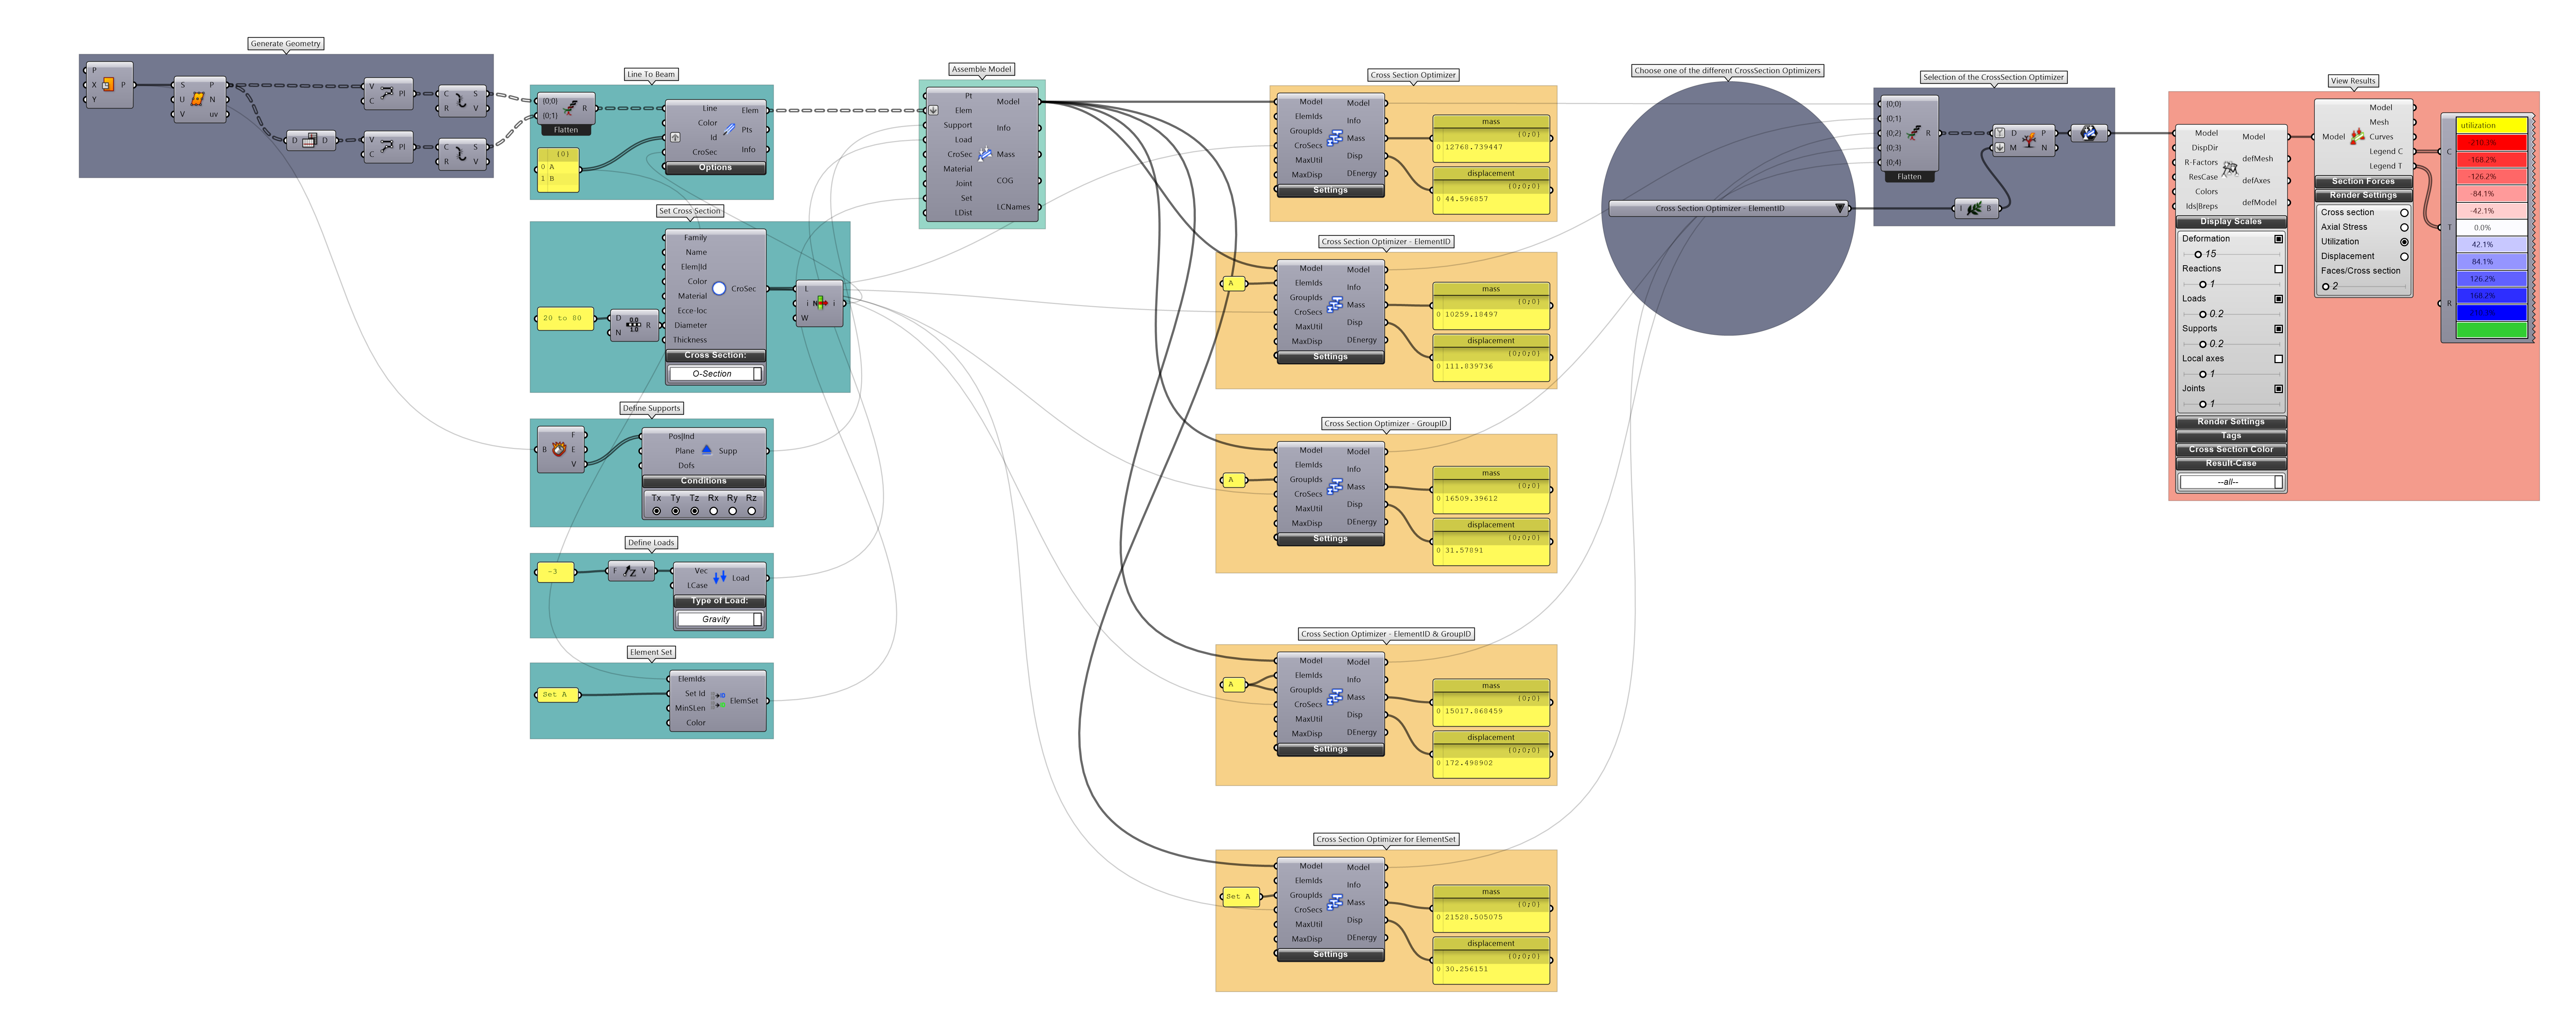 Generate Geometry
P
X
Y
P
S
U
V
P
N
uv
D
D
V
C
Pl
V
C
Pl
C
R
S
V
C
R
S
V
Line To Beam
{0;0}
{0;1}
R
Flatten
{0}
0 A
1 B
Line
Color
Id
CroSec
Elem
Pts
Info
Options
Set Cross Section
20 to 80
D
N
R
Family
Name
Elem|Id
Color
Material
Ecce-loc
Diameter
Thickness
CroSec
Cross Section:
O-Section
L
i
W
i
Define Supports
B
F
E
V
Pos|Ind
Plane
Dofs
Supp
Conditions
Tx Ty Tz Rx Ry Rz
Define Loads
-3
F
Z
V
Vec
LCase
Load
Type of Load:
Gravity
Element Set
Set A
ElemIds
Set Id
MinSLen
Color
ElemSet
Assemble Model
Pt
Elem
Support
Load
CroSec
Material
Joint
Set
LDist
Model
Info
Mass
COG
LCNames
Cross Section Optimizer
Model
ElemIds
GroupIds
CroSecs
MaxUtil
MaxDisp
Model
Info
Mass
Disp
DEnergy
Settings
mass
{0;0}
0 12768.739447
displacement
{0;0;0}
0 44.596857
Cross Section Optimizer - ElementID
A
Model
ElemIds
GroupIds
CroSecs
MaxUtil
MaxDisp
Model
Info
Mass
Disp
DEnergy
Settings
mass
{0;0}
0 10259.18497
displacement
{0;0;0}
0 111.839736
Cross Section Optimizer - GroupID
A
Model
ElemIds
GroupIds
CroSecs
MaxUtil
MaxDisp
Model
Info
Mass
Disp
DEnergy
Settings
mass
{0;0}
0 16509.39612
displacement
{0;0;0}
0 31.57891
Cross Section Optimizer - ElementID & GroupID
A
Model
ElemIds
GroupIds
CroSecs
MaxUtil
MaxDisp
Model
Info
Mass
Disp
DEnergy
Settings
mass
{0;0}
0 15017.868459
displacement
{0;0;0}
0 172.498902
Cross Section Optimizer for ElementSet
Set A
Model
ElemIds
GroupIds
CroSecs
MaxUtil
MaxDisp
Model
Info
Mass
Disp
DEnergy
Settings
mass
{0;0}
0 21528.505075
displacement
{0;0;0}
0 30.256151
Choose one of the different CrossSection Optimizers
Cross Section Optimizer - ElementID
Selection of the CrossSection Optimizer
{0;0}
{0;1}
{0;2}
{0;3}
{0;4}
R
Flatten
I
B
D
M
P
N
Model
DispDir
R-Factors
ResCase
Colors
Ids|Breps
Model
defMesh
defAxes
defModel
Display Scales
Deformation
15
Reactions
1
Loads
0.2
Supports
0.2
Local axes
1
Joints
1
Render Settings
Tags
Cross Section Color
Result-Case
--all--
View Results
Model
Model
Mesh
Curves
Legend C
Legend T
Section Forces
Render Settings
Cross section
Axial Stress
Utilization
Displacement
Faces/Cross section
2
C
T
R
utilization
-210.3%
-168.2%
-126.2%
-84.1%
-42.1%
0.0%
42.1%
84.1%
126.2%
168.2%